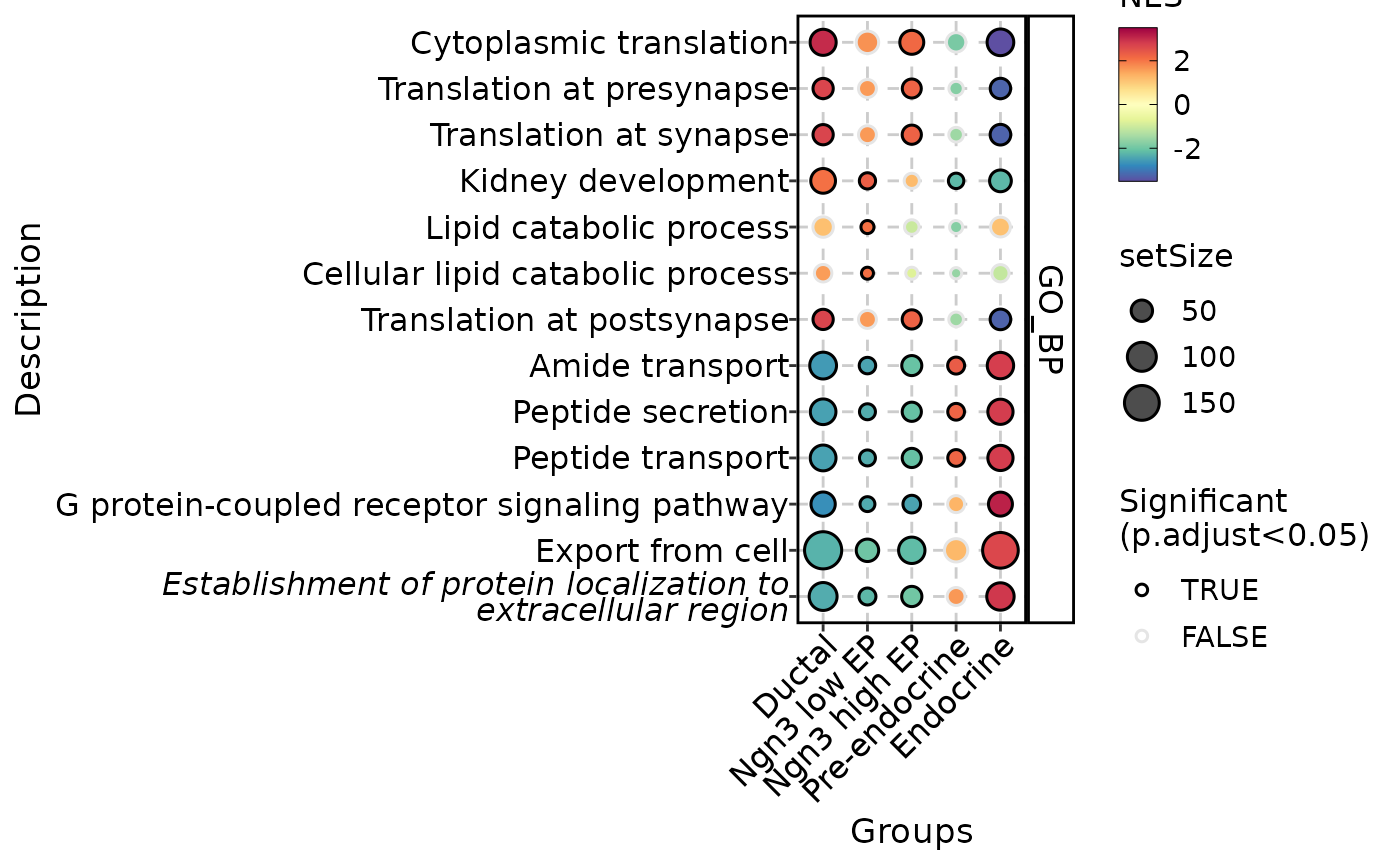 NES
Cytoplasmic translation
Translation at presynapse
Translation at synapse
Kidney development
Lipid catabolic process
Cellular lipid catabolic process
Translation at postsynapse
Amide transport
Peptide secretion
Peptide transport
G protein-coupled receptor signaling pathway
Export from cell
Establishment of protein localization to
extracellular region
Description
Ductal
Ngn3 low EP
Ngn3 high EP
Pre-endocrine
Endocrine
Groups
GO_BP
2
0
-2
setSize
50
100
150
Significant
(p.adjust<0.05)
TRUE
FALSE